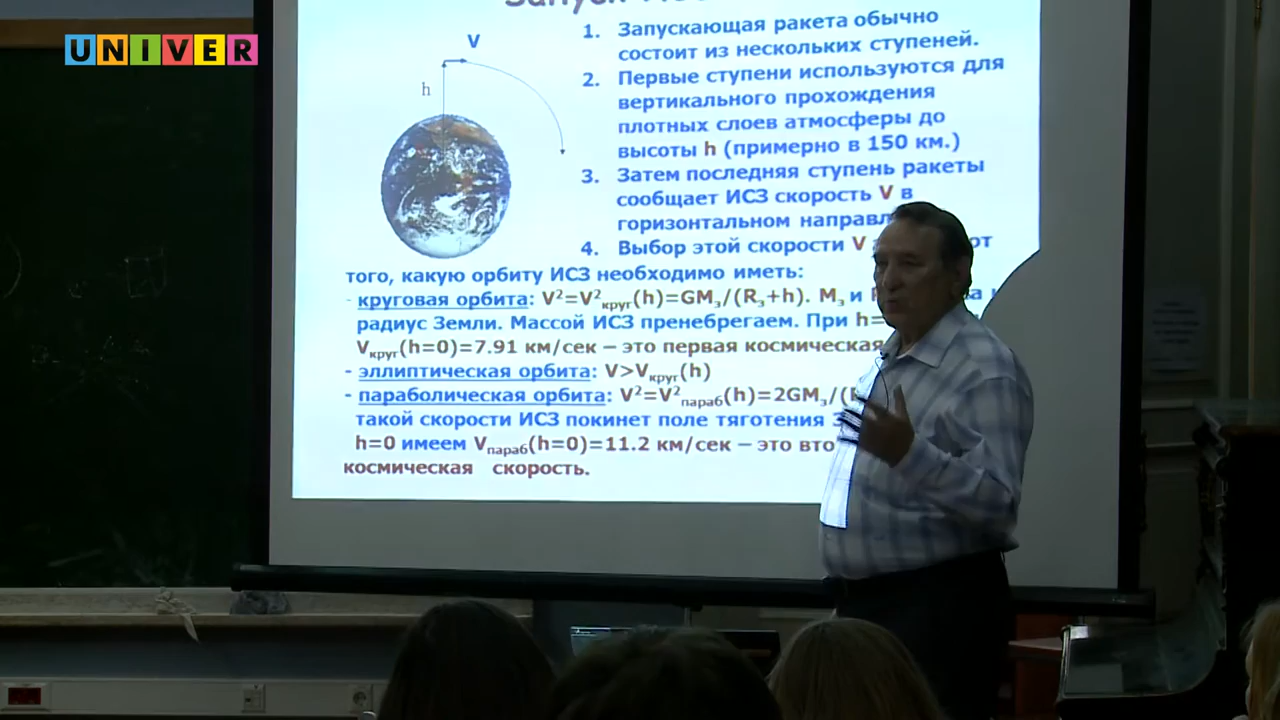 UNIVER
Запуск
V
h
1. Запускающая ракета обычно
состоит из нескольких ступеней.
2. Первые ступени используются для
вертикального прохождения
плотных слоев атмосферы до
высоты h (примерно в 150 км.)
3. Затем последняя ступень ракеты
сообщает ИСЗ скорость V в
горизонтальном
4. Выбор этой скорости V от
того, какую орбиту ИСЗ необходимо иметь:
- круговая орбита: V²=V²круг(h)=GMз/(Rз+h). Mз и
радиус Земли. Массой ИСЗ пренебрегаем. При h=
Vкруг(h=0)=7.91 км/сек – это первая космическая
- эллиптическая орбита: V>Vкруг(h)
- параболическая орбита: V²=V²параб(h)=2GMз/(
такой скорости ИСЗ покинет поле тяготения
h=0 имеем Vпараб(h=0)=11.2 км/сек – это
космическая скорость.